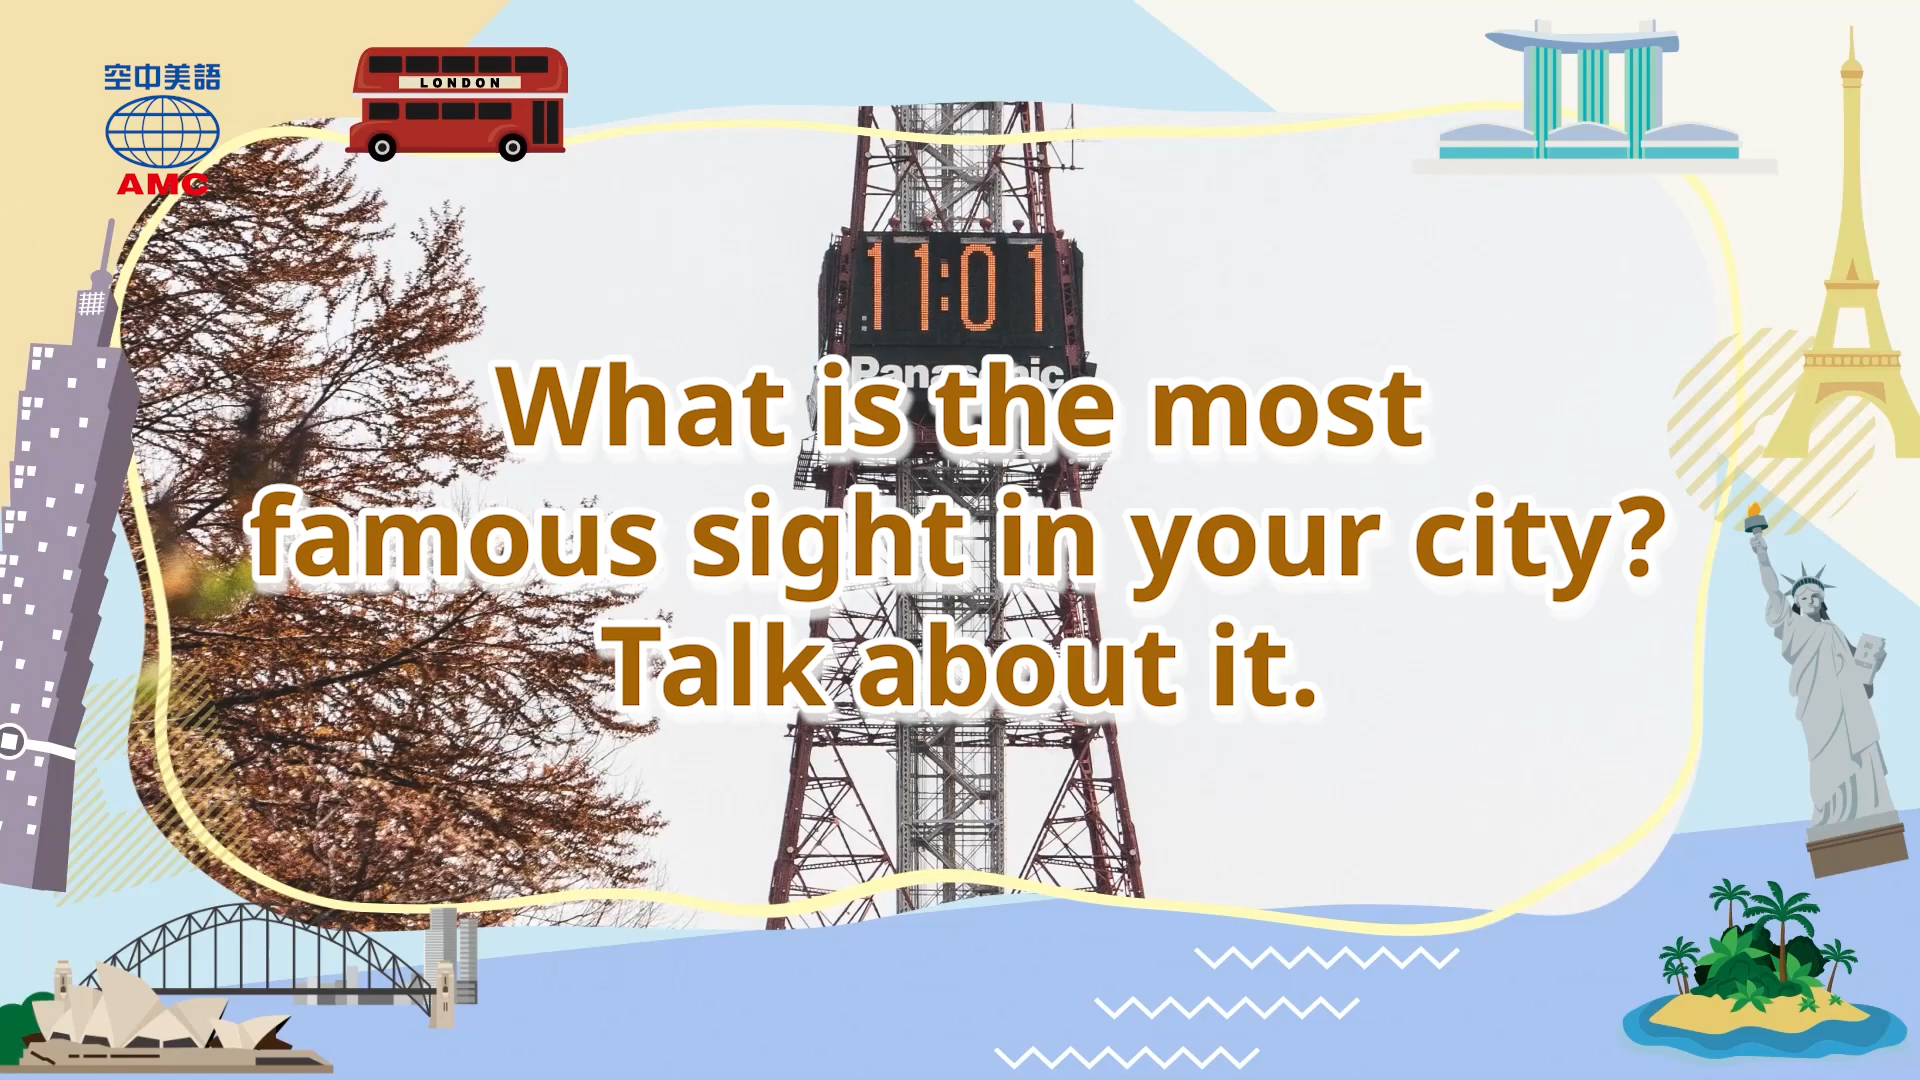 空中美語
AMC
LONDON
11:01
Panasonic
What is the most
famous sight in your city?
Talk about it.